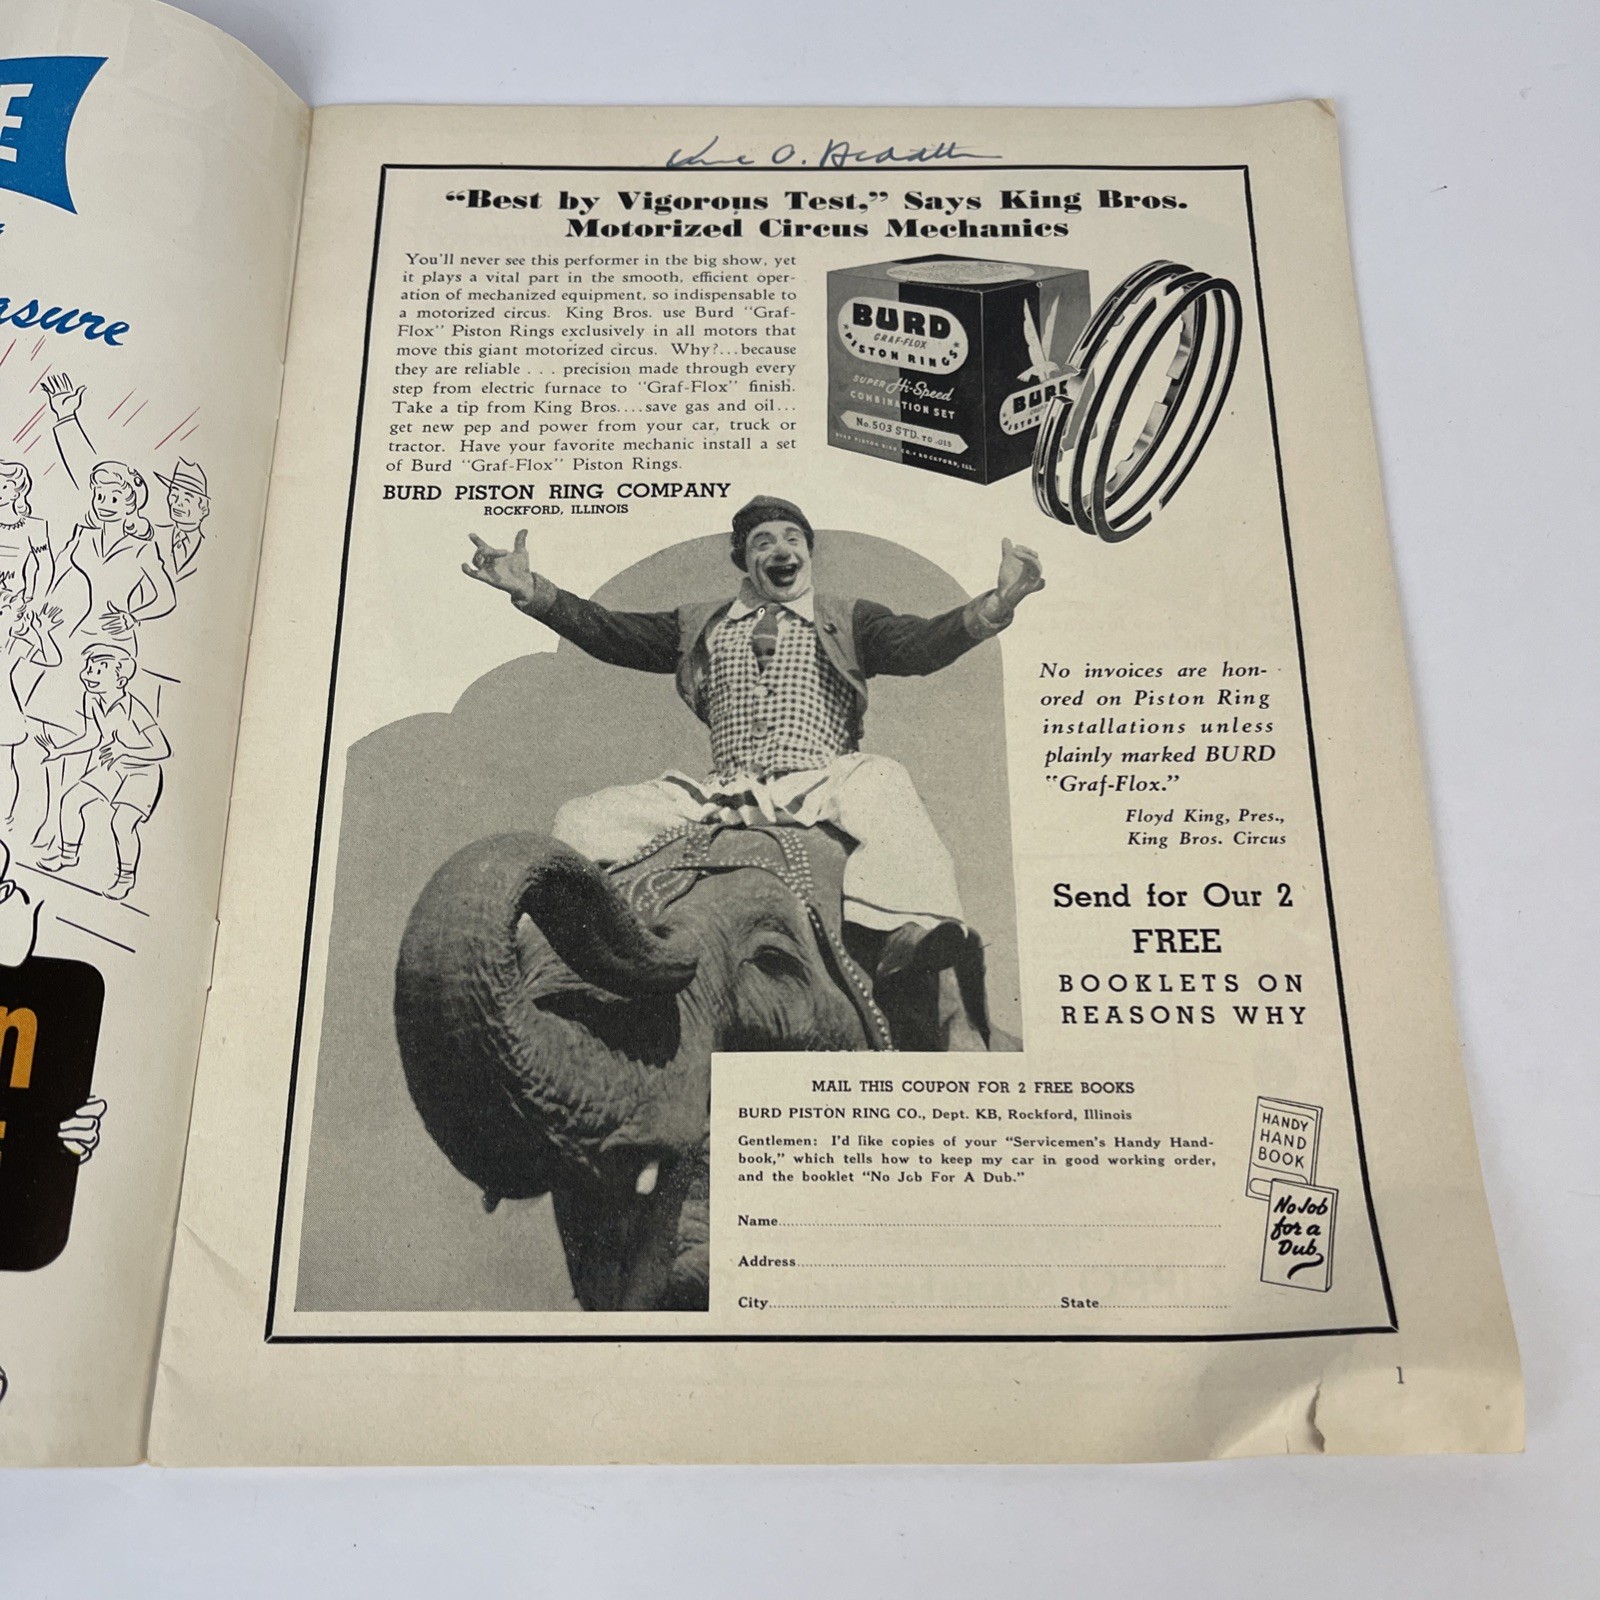 E
asure
n
"Best by Vigorous Test," Says King Bros.
Motorized Circus Mechanics
You'll never see this performer in the big show, yet
it plays a vital part in the smooth, efficient oper-
ation of mechanized equipment, so indispensable to
a motorized circus. King Bros. use Burd "Graf-
Flox" Piston Rings exclusively in all motors that
move this giant motorized circus. Why?...because
they are reliable . . . precision made through every
step from electric furnace to "Graf-Flox" finish.
Take a tip from King Bros....save gas and oil...
get new pep and power from your car, truck or
tractor. Have your favorite mechanic install a set
of Burd "Graf-Flox" Piston Rings.
BURD PISTON RING COMPANY
ROCKFORD, ILLINOIS
BURD
GRAF-FLOX
PISTON RINGS
SUPER Hi-Speed
COMBINATION SET
No. 503 STD. TO .015
BURD PISTON RING CO. • ROCKFORD, ILL.
BURD
PISTON
No invoices are hon-
ored on Piston Ring
installations unless
plainly marked BURD
"Graf-Flox."
Floyd King, Pres.,
King Bros. Circus
Send for Our 2
FREE
BOOKLETS ON
REASONS WHY
MAIL THIS COUPON FOR 2 FREE BOOKS
BURD PISTON RING CO., Dept. KB, Rockford, Illinois
Gentlemen: I'd like copies of your "Servicemen's Handy Hand-
book," which tells how to keep my car in good working order,
and the booklet "No Job For A Dub."
Name
Address
City State
HANDY
HAND
BOOK
No Job
for a
Dub
1